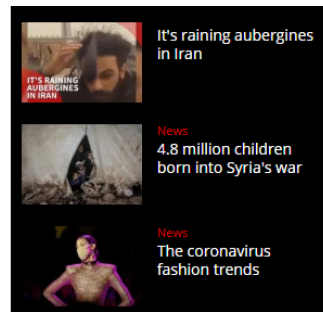 IT'S RAINING
AUBERGINES
IN IRAN
It's raining aubergines
in Iran
News
4.8 million children
born into Syria's war
News
The coronavirus
fashion trends